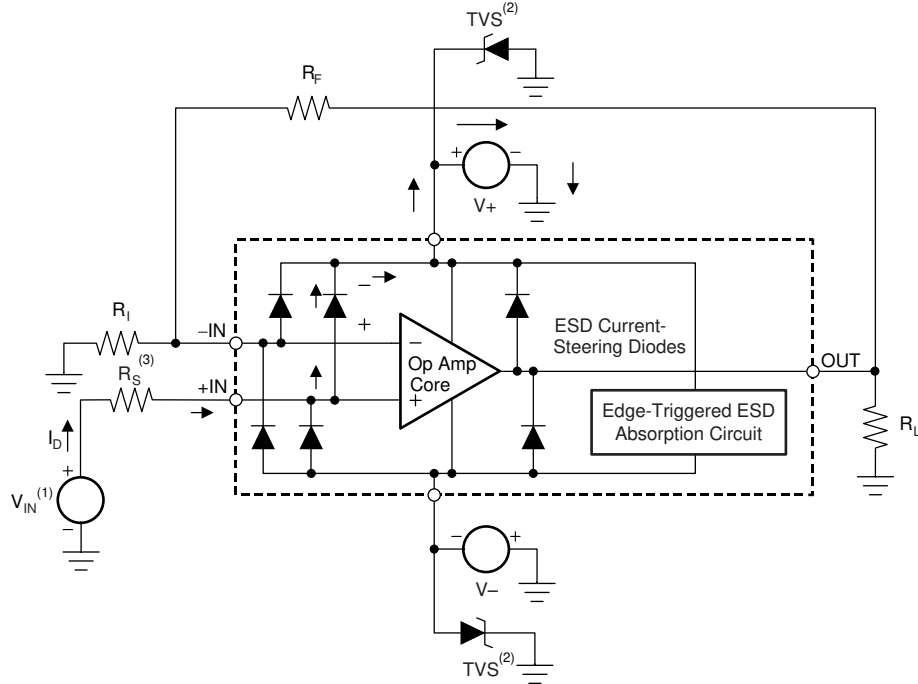 TVS(2)
RF
+ −
V+
RI
−IN
−
+
−
Op Amp
Core
+
ESD Current-
Steering Diodes
OUT
RS(3)
+IN
Edge-Triggered ESD
Absorption Circuit
RL
ID
+
VIN(1)
−
− +
V−
TVS(2)